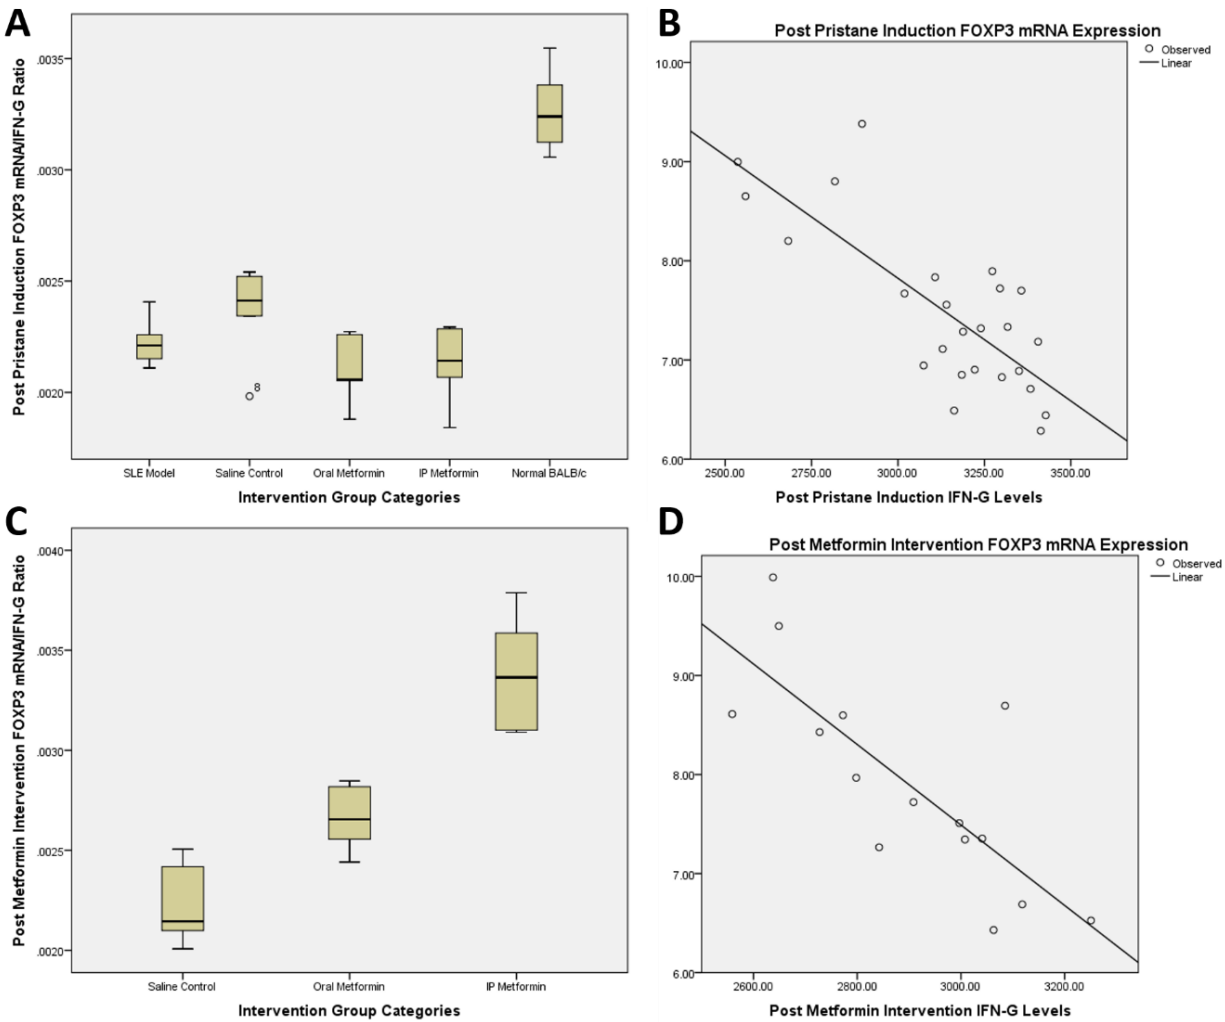 A
Post Pristane Induction FOXP3 mRNA/IFN-G Ratio
.0035
.0030
.0025
.0020
8
SLE Model Saline Control Oral Metformin IP Metformin Normal BALB/c
Intervention Group Categories
B
Post Pristane Induction FOXP3 mRNA Expression
Observed
Linear
10.00
9.00
8.00
7.00
6.00
2500.00 2750.00 3000.00 3250.00 3500.00
Post Pristane Induction IFN-G Levels
C
Post Metformin Intervention FOXP3 mRNA/IFN-G Ratio
.0040
.0035
.0030
.0025
.0020
Saline Control Oral Metformin IP Metformin
Intervention Group Categories
D
Post Metformin Intervention FOXP3 mRNA Expression
Observed
Linear
10.00
9.00
8.00
7.00
6.00
2600.00 2800.00 3000.00 3200.00
Post Metformin Intervention IFN-G Levels